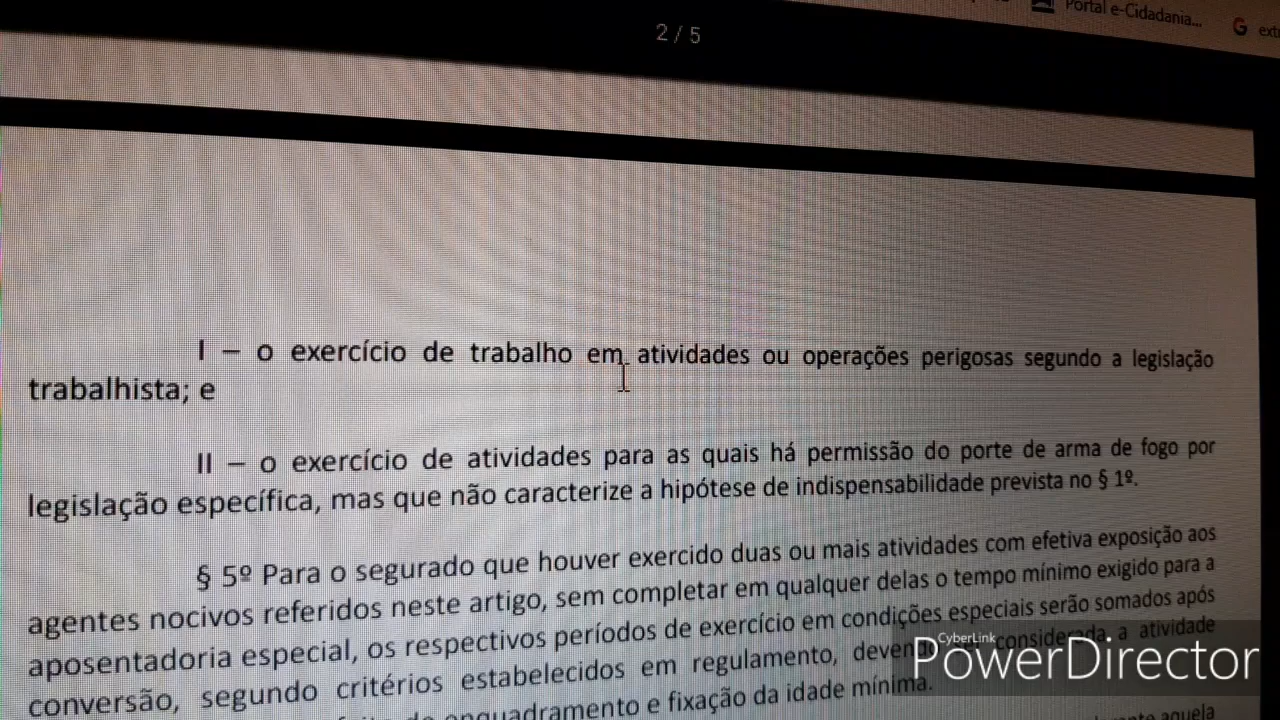 Portal e-Cidadania...
G
2 / 5
I – o exercício de trabalho em atividades ou operações perigosas segundo a legislação
trabalhista; e
II – o exercício de atividades para as quais há permissão do porte de arma de fogo por
legislação específica, mas que não caracterize a hipótese de indispensabilidade prevista no § 1º.
§ 5º Para o segurado que houver exercido duas ou mais atividades com efetiva exposição aos
agentes nocivos referidos neste artigo, sem completar em qualquer delas o tempo mínimo exigido para a
aposentadoria especial, os respectivos períodos de exercício em condições especiais serão somados após
conversão, segundo critérios estabelecidos em regulamento, considerada a atividade
enquadramento e fixação da idade mínima.
aquela
CyberLink
PowerDirector